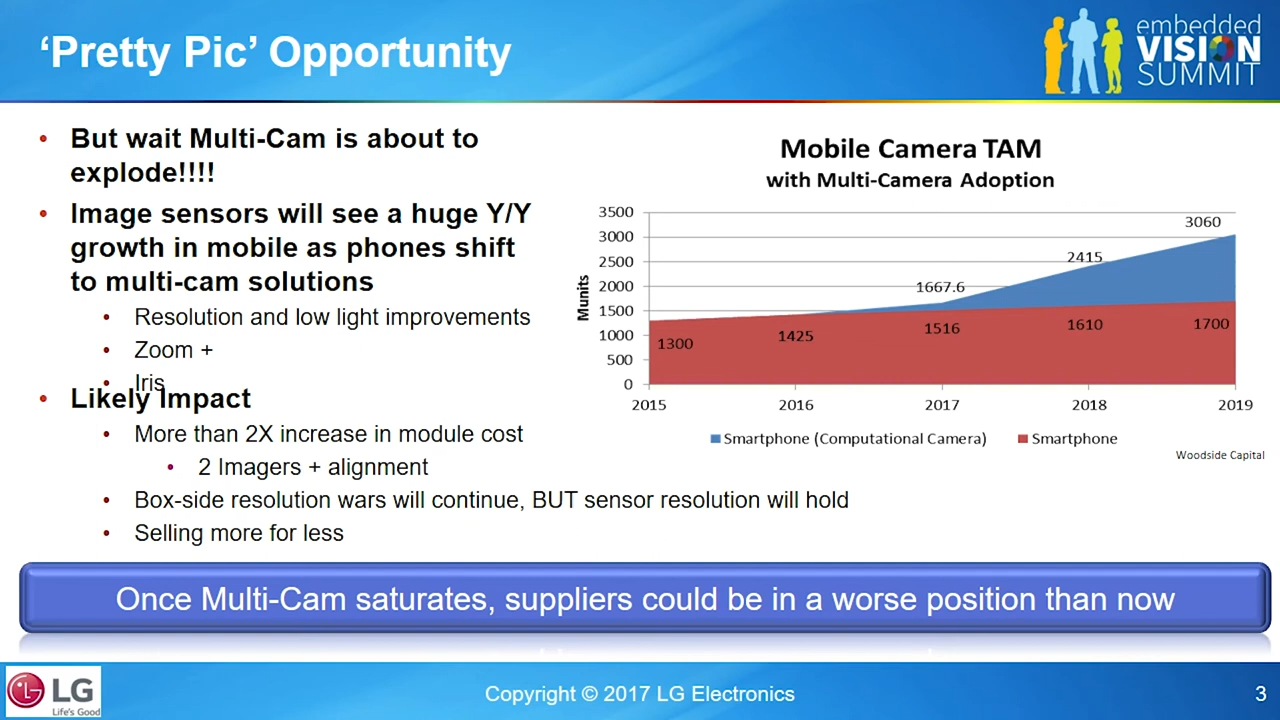 ‘Pretty Pic’ Opportunity
embedded
VISION
SUMMIT
• But wait Multi-Cam is about to
explode!!!!
• Image sensors will see a huge Y/Y
growth in mobile as phones shift
to multi-cam solutions
• Resolution and low light improvements
• Zoom +
• Iris
• Likely Impact
• More than 2X increase in module cost
• 2 Imagers + alignment
• Box-side resolution wars will continue, BUT sensor resolution will hold
• Selling more for less
Mobile Camera TAM
with Multi-Camera Adoption
Munits
3500
3000
2500
2000
1500
1000
500
0
3060
2415
1667.6
1300
1425
1516
1610
1700
2015 2016 2017 2018 2019
Smartphone (Computational Camera) Smartphone
Woodside Capital
Once Multi-Cam saturates, suppliers could be in a worse position than now
LG
Life's Good
Copyright © 2017 LG Electronics
3